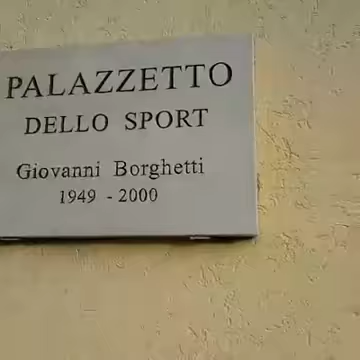 PALAZZETTO
DELLO SPORT
Giovanni Borghetti
1949 - 2000